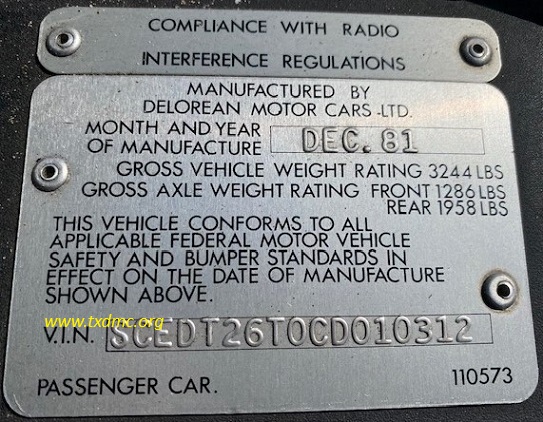 COMPLIANCE WITH RADIO
INTERFERENCE REGULATIONS
MANUFACTURED BY
DELOREAN MOTOR CARS-LTD.
MONTH AND YEAR
OF MANUFACTURE DEC. 81
GROSS VEHICLE WEIGHT RATING 3244 LBS
GROSS AXLE WEIGHT RATING FRONT 1286 LBS
REAR 1958 LBS
THIS VEHICLE CONFORMS TO ALL
APPLICABLE FEDERAL MOTOR VEHICLE
SAFETY AND BUMPER STANDARDS IN
EFFECT ON THE DATE OF MANUFACTURE
SHOWN ABOVE.
www.txdmc.org
V.I.N. SCEDT26T0CD010312
PASSENGER CAR. 110573